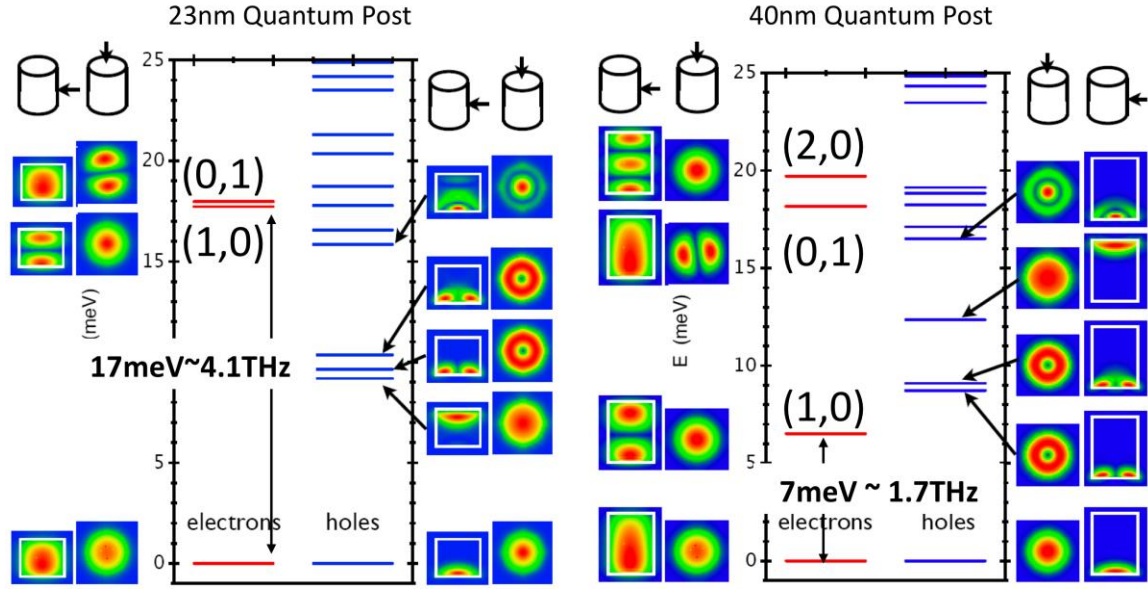 23nm Quantum Post
25
20
15
10
5
0
(meV)
(0,1)
(1,0)
17meV~4.1THz
electrons
holes
40nm Quantum Post
25
20
15
10
5
0
E (meV)
(2,0)
(0,1)
(1,0)
7meV ~ 1.7THz
electrons
holes